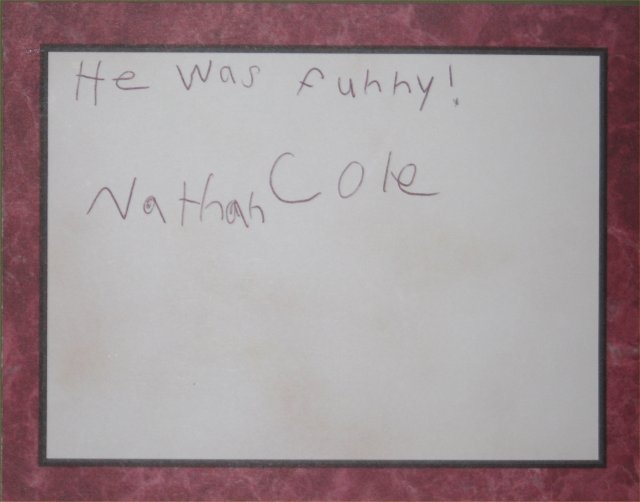 He was funny!
Nathan Cole